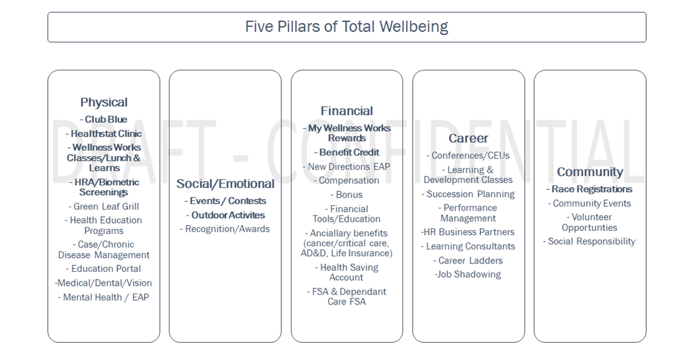 Five Pillars of Total Wellbeing
DRAFT - CONFIDENTIAL
Physical
- Club Blue
- Healthstat Clinic
- Wellness Works
Classes/Lunch &
Learns
- HRA/Biometric
Screenings
- Green Leaf Grill
- Health Education
Programs
- Case/Chronic
Disease Management
- Education Portal
-Medical/Dental/Vision
- Mental Health / EAP
Social/Emotional
- Events / Contests
- Outdoor Activites
- Recognition/Awards
Financial
- My Wellness Works
Rewards
- Benefit Credit
- New Directions EAP
- Compensation
- Bonus
- Financial
Tools/Education
- Anciallary benefits
(cancer/critical care,
AD&D, Life Insurance)
- Health Saving
Account
- FSA & Dependant
Care FSA
Career
- Conferences/CEUs
- Learning &
Development Classes
- Succession Planning
- Performance
Management
-HR Business Partners
- Learning Consultants
- Career Ladders
-Job Shadowing
Community
- Race Registrations
- Community Events
- Volunteer
Opportunties
- Social Responsibility